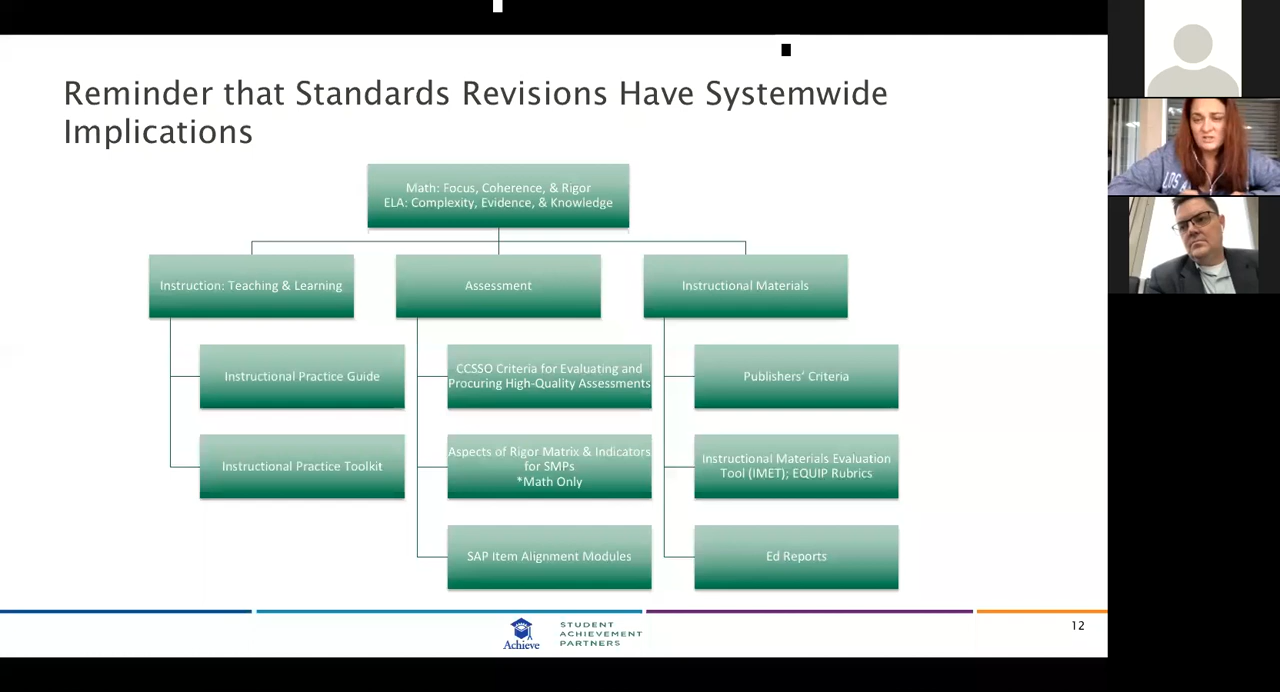 Reminder that Standards Revisions Have Systemwide
Implications
Math: Focus, Coherence, & Rigor
ELA: Complexity, Evidence, & Knowledge
Instruction: Teaching & Learning
Assessment
Instructional Materials
Instructional Practice Guide
CCSSO Criteria for Evaluating and
Procuring High-Quality Assessments
Publishers' Criteria
Instructional Practice Toolkit
Aspects of Rigor Matrix & Indicators
for SMPs
*Math Only
Instructional Materials Evaluation
Tool (IMET); EQUIP Rubrics
SAP Item Alignment Modules
Ed Reports
Achieve
STUDENT
ACHIEVEMENT
PARTNERS
12
LOS